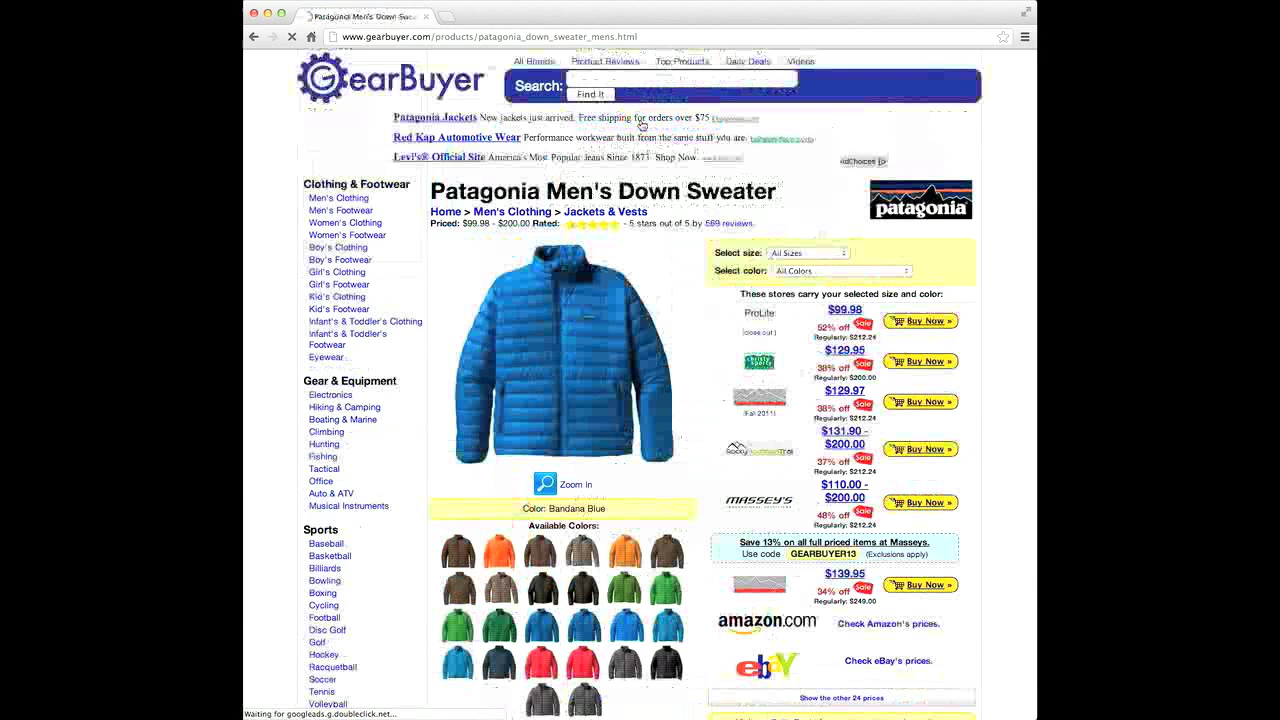 Patagonia Men's Down Swe
www.gearbuyer.com/products/patagonia_down_sweater_mens.html
GearBuyer
All Brands Product Reviews Top Products Daily Deals Videos
Search:
Find It
Patagonia Jackets New jackets just arrived. Free shipping for orders over $75
Red Kap Automotive Wear Performance workwear built from the same stuff you are.
Levi's® Official Site America's Most Popular Jeans Since 1873. Shop Now.
AdChoices
Clothing & Footwear
Men's Clothing
Men's Footwear
Women's Clothing
Women's Footwear
Boy's Clothing
Boy's Footwear
Girl's Clothing
Girl's Footwear
Kid's Clothing
Kid's Footwear
Infant's & Toddler's Clothing
Infant's & Toddler's
Footwear
Eyewear
Gear & Equipment
Electronics
Hiking & Camping
Boating & Marine
Climbing
Hunting
Fishing
Tactical
Office
Auto & ATV
Musical Instruments
Sports
Baseball
Basketball
Billiards
Bowling
Boxing
Cycling
Football
Disc Golf
Golf
Hockey
Racquetball
Soccer
Tennis
Volleyball
Patagonia Men's Down Sweater
Home > Men's Clothing > Jackets & Vests
Priced: $99.98 - $200.00 Rated: - 5 stars out of 5 by 569 reviews.
patagonia
Zoom In
Color: Bandana Blue
Available Colors:
Select size: All Sizes
Select color: All Colors
These stores carry your selected size and color:
ProLite
(close out)
$99.98
52% off Sale
Regularly: $212.24
Buy Now »
christy sports
$129.95
38% off Sale
Regularly: $200.00
Buy Now »
(Fall 2011)
$129.97
38% off Sale
Regularly: $212.24
Buy Now »
RockyMountainTrail
$131.90 -
$200.00
37% off Sale
Regularly: $212.24
Buy Now »
MASSEY'S
$110.00 -
$200.00
48% off Sale
Regularly: $212.24
Buy Now »
Save 13% on all full priced items at Masseys.
Use code GEARBUYER13 (Exclusions apply)
$139.95
34% off Sale
Regularly: $249.00
Buy Now »
amazon.com Check Amazon's prices.
ebay Check eBay's prices.
Show the other 24 prices
Waiting for googleads.g.doubleclick.net...